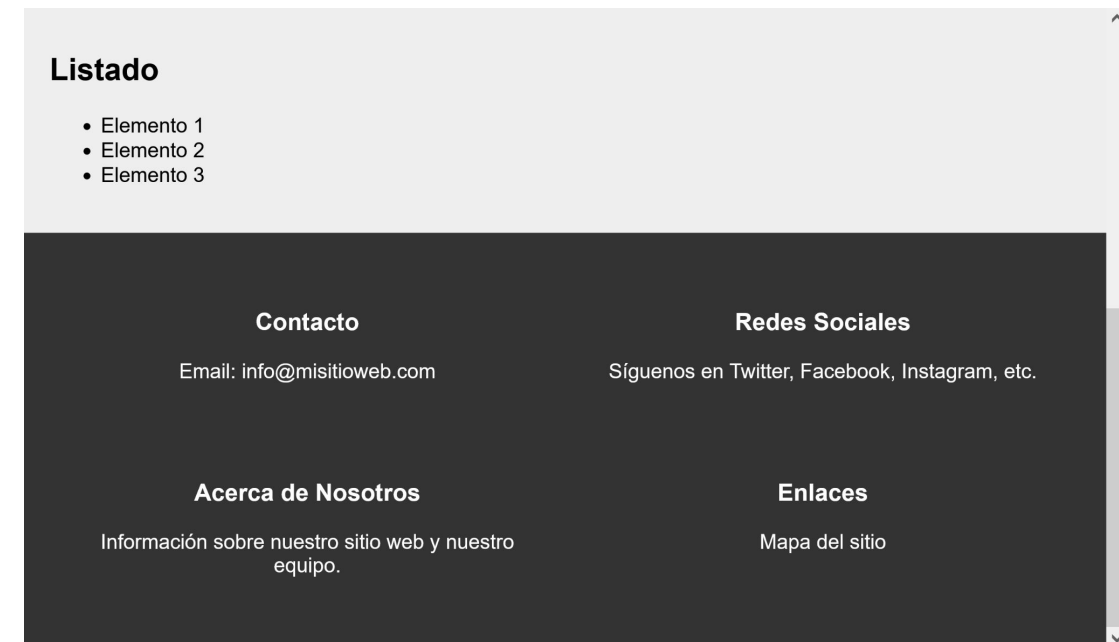 Listado
• Elemento 1
• Elemento 2
• Elemento 3
Contacto
Email: info@misitioweb.com
Redes Sociales
Síguenos en Twitter, Facebook, Instagram, etc.
Acerca de Nosotros
Información sobre nuestro sitio web y nuestro
equipo.
Enlaces
Mapa del sitio